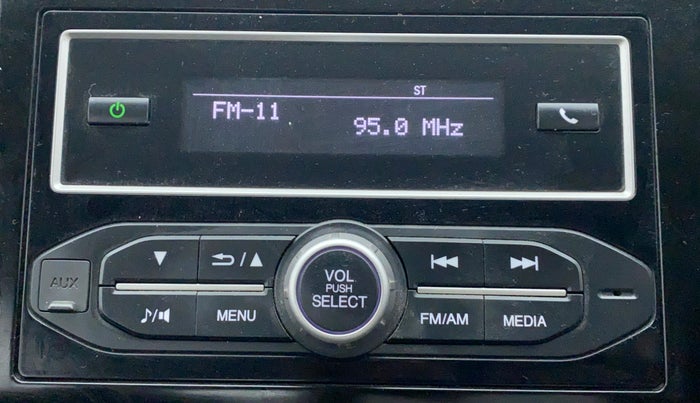 ST
FM-11
95.0 MHz
AUX
VOL
PUSH
SELECT
MENU
FM/AM
MEDIA